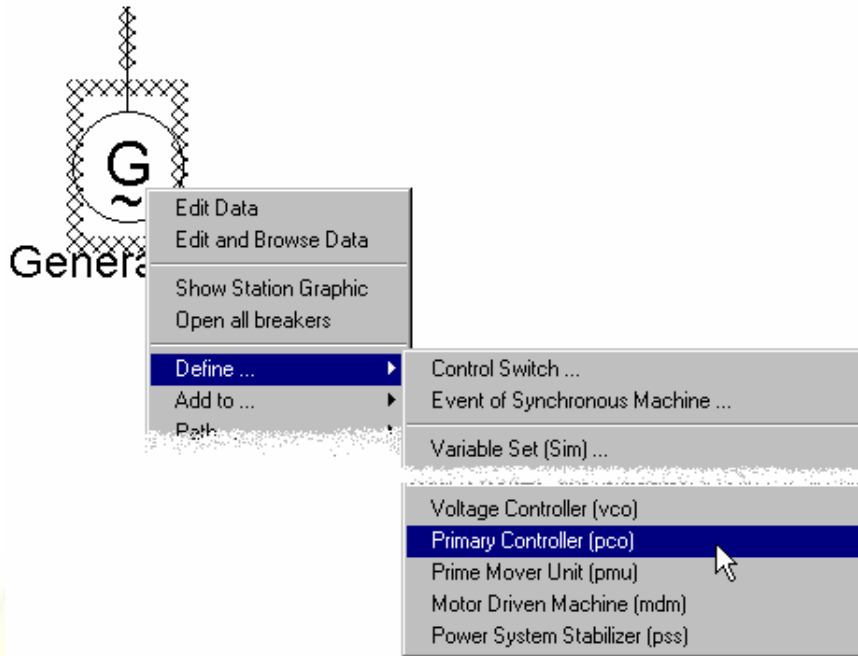 G
~
Genera
Edit Data
Edit and Browse Data
Show Station Graphic
Open all breakers
Define ...
Add to ...
Path
Control Switch ...
Event of Synchronous Machine ...
Variable Set (Sim) ...
Voltage Controller (vco)
Primary Controller (pco)
Prime Mover Unit (pmu)
Motor Driven Machine (mdm)
Power System Stabilizer (pss)